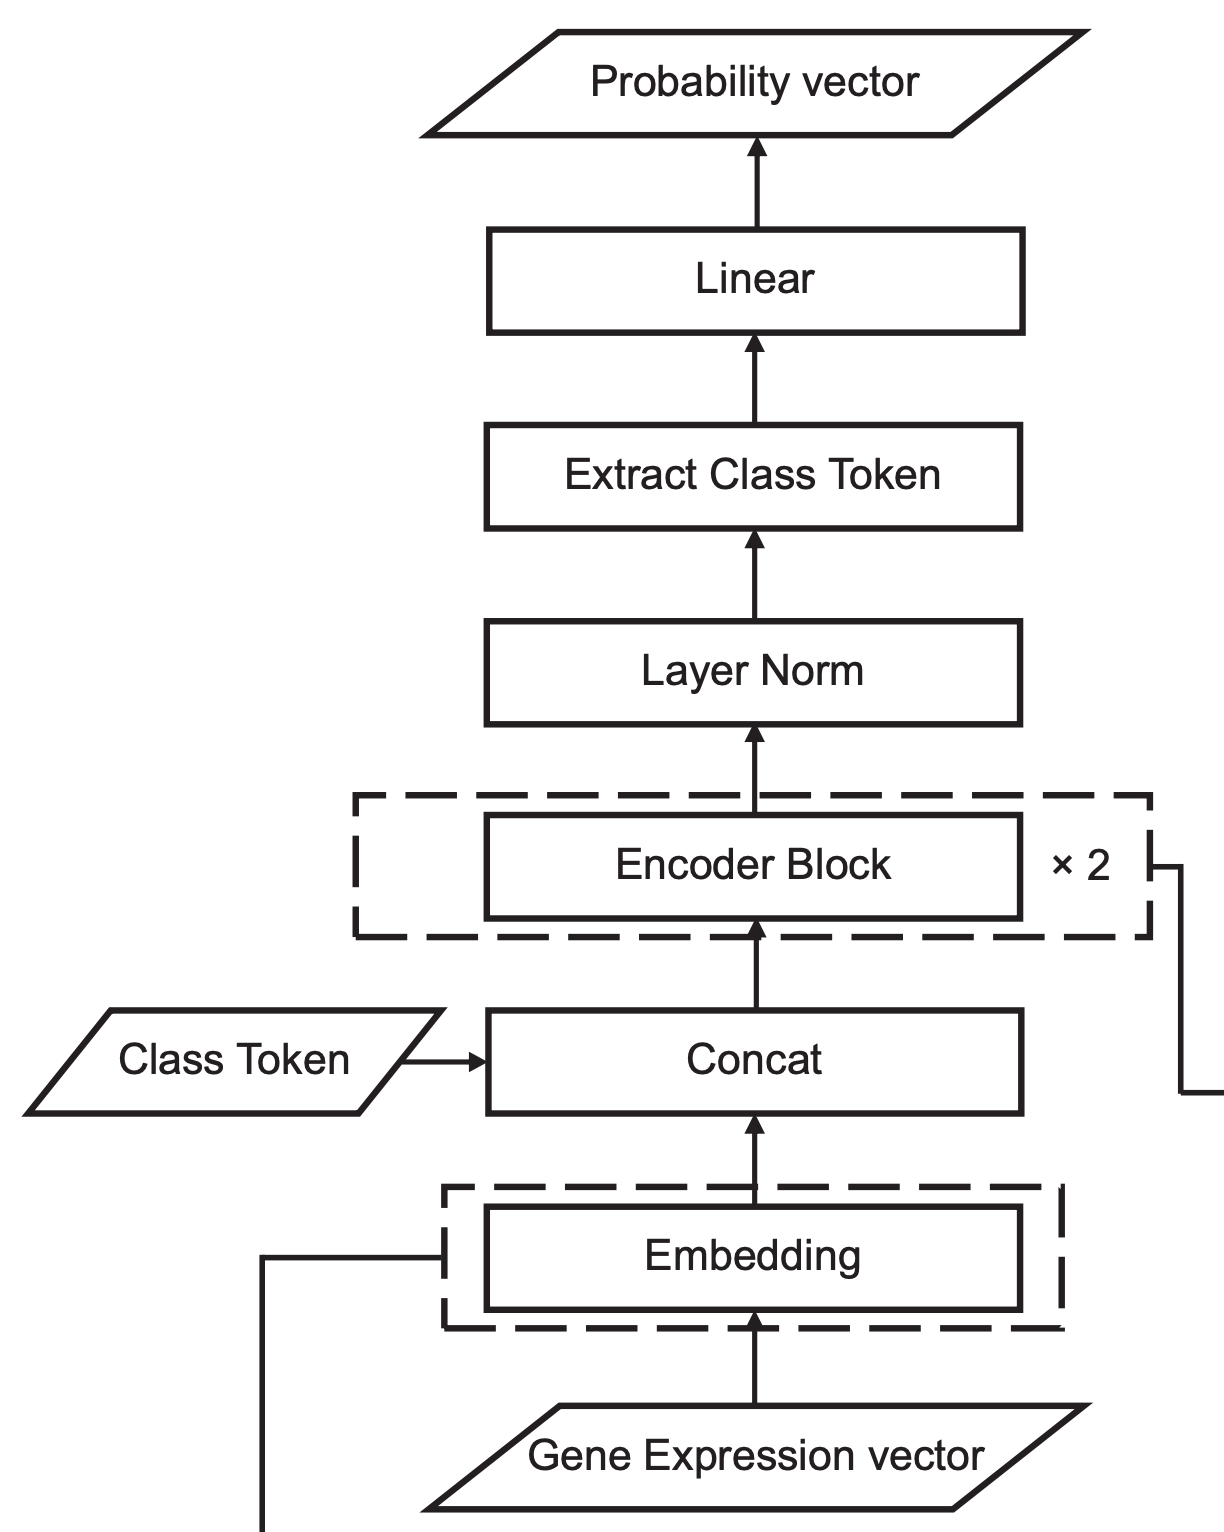 Probability vector
Linear
Extract Class Token
Layer Norm
Encoder Block
× 2
Class Token
Concat
Embedding
Gene Expression vector